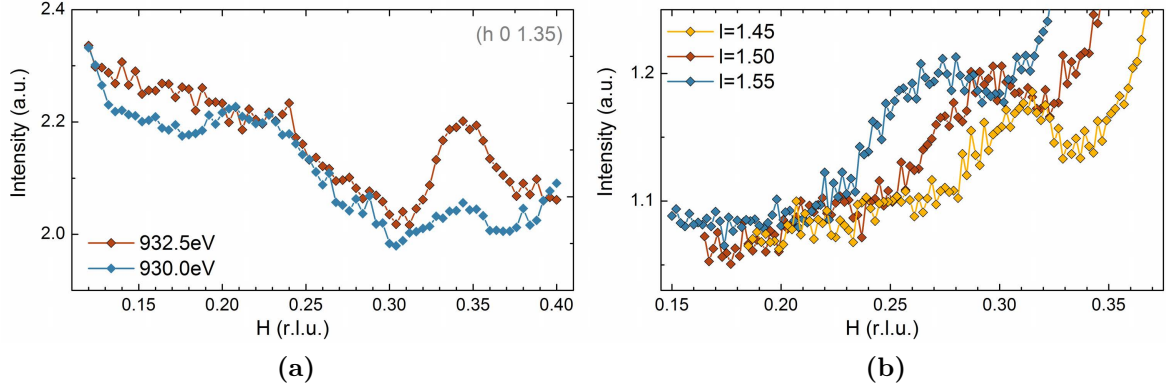 2.4
2.2
2.0
Intensity (a.u.)
(h 0 1.35)
932.5eV
930.0eV
0.15 0.20 0.25 0.30 0.35 0.40
H (r.l.u.)
(a)
1.2
1.1
Intensity (a.u.)
l=1.45
l=1.50
l=1.55
0.15 0.20 0.25 0.30 0.35
H (r.l.u.)
(b)